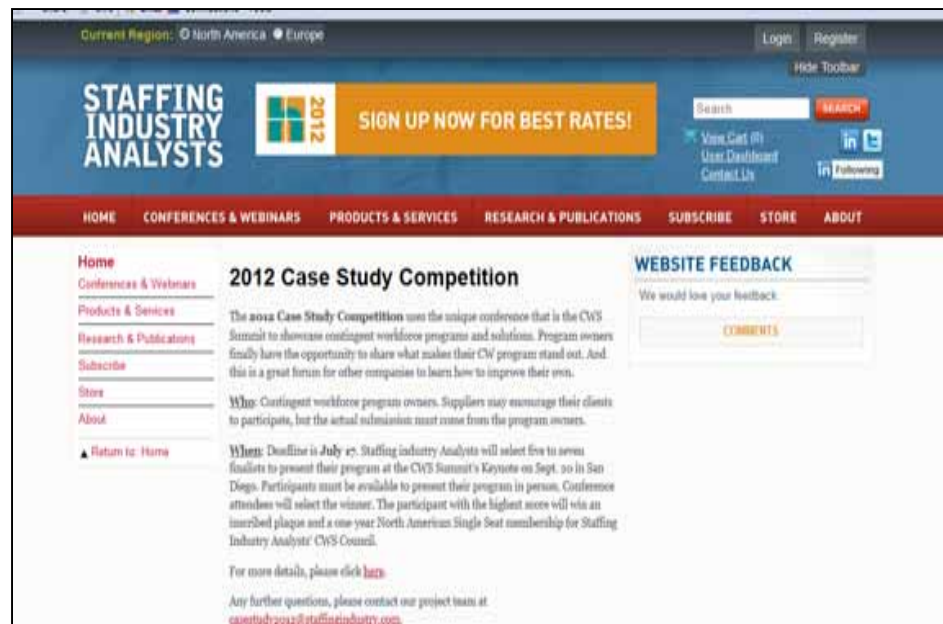 Current Region: North America Europe
Login Register
Hide Toolbar
STAFFING
INDUSTRY
ANALYSTS
2012
SIGN UP NOW FOR BEST RATES!
Search SEARCH
View Cart (0)
User Dashboard
Contact Us
in
in Following
HOME CONFERENCES & WEBINARS PRODUCTS & SERVICES RESEARCH & PUBLICATIONS SUBSCRIBE STORE ABOUT
Home
Conferences & Webinars
Products & Services
Research & Publications
Subscribe
Store
About
Return to: Home
2012 Case Study Competition
The 2012 Case Study Competition uses the unique conference that is the CWS
Summit to showcase contingent workforce programs and solutions. Program owners
finally have the opportunity to share what makes their CW program stand out. And
this is a great forum for other companies to learn how to improve their own.
Who: Contingent workforce program owners. Suppliers may encourage their clients
to participate, but the actual submission must come from the program owners.
When: Deadline is July 17. Staffing industry Analysts will select five to seven
finalists to present their program at the CWS Summit's Keynote on Sept. 20 in San
Diego. Participants must be available to present their program in person. Conference
attendees will select the winner. The participant with the highest score will win an
inscribed plaque and a one year North American Single Seat membership for Staffing
Industry Analysts' CWS Council.
For more details, please click here.
Any further questions, please contact our project team at
casestudy2012@staffingindustry.com.
WEBSITE FEEDBACK
We would love your feedback.
COMMENTS